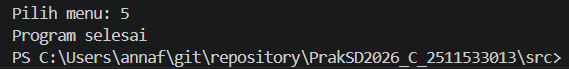 Pilih menu: 5
Program selesai
PS C:\Users\annaf\git\repository\PrakSD2026_C_2511533013\src>